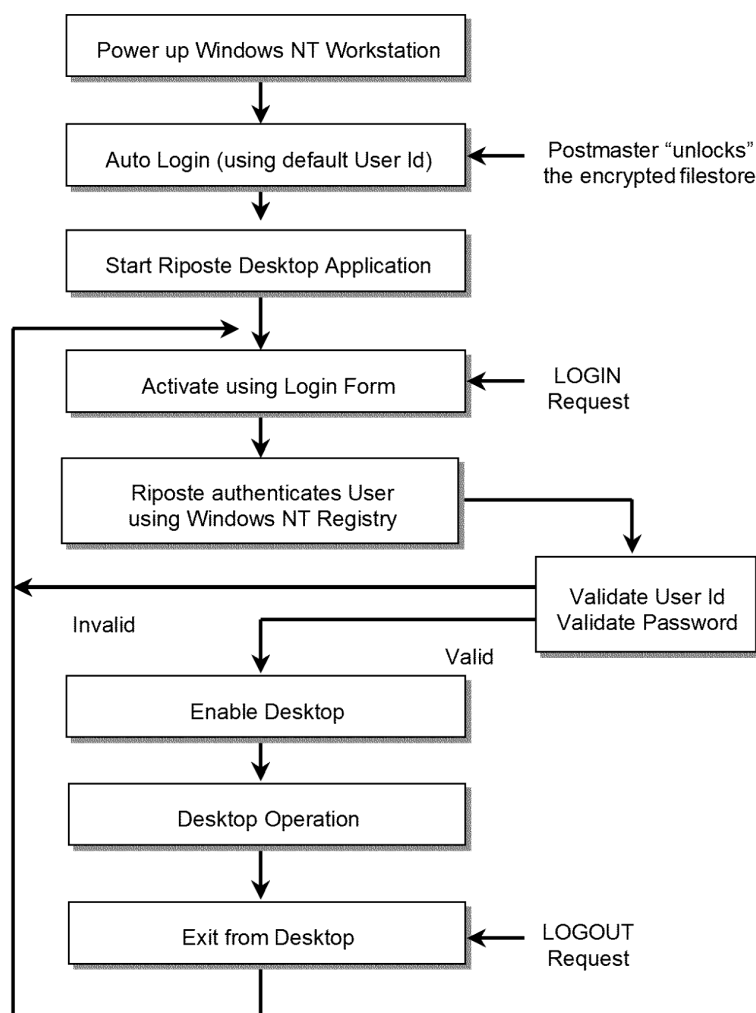 Power up Windows NT Workstation
Auto Login (using default User Id)
Postmaster “unlocks”
the encrypted filestore
Start Riposte Desktop Application
Activate using Login Form
LOGIN
Request
Riposte authenticates User
using Windows NT Registry
Validate User Id
Validate Password
Invalid
Valid
Enable Desktop
Desktop Operation
Exit from Desktop
LOGOUT
Request